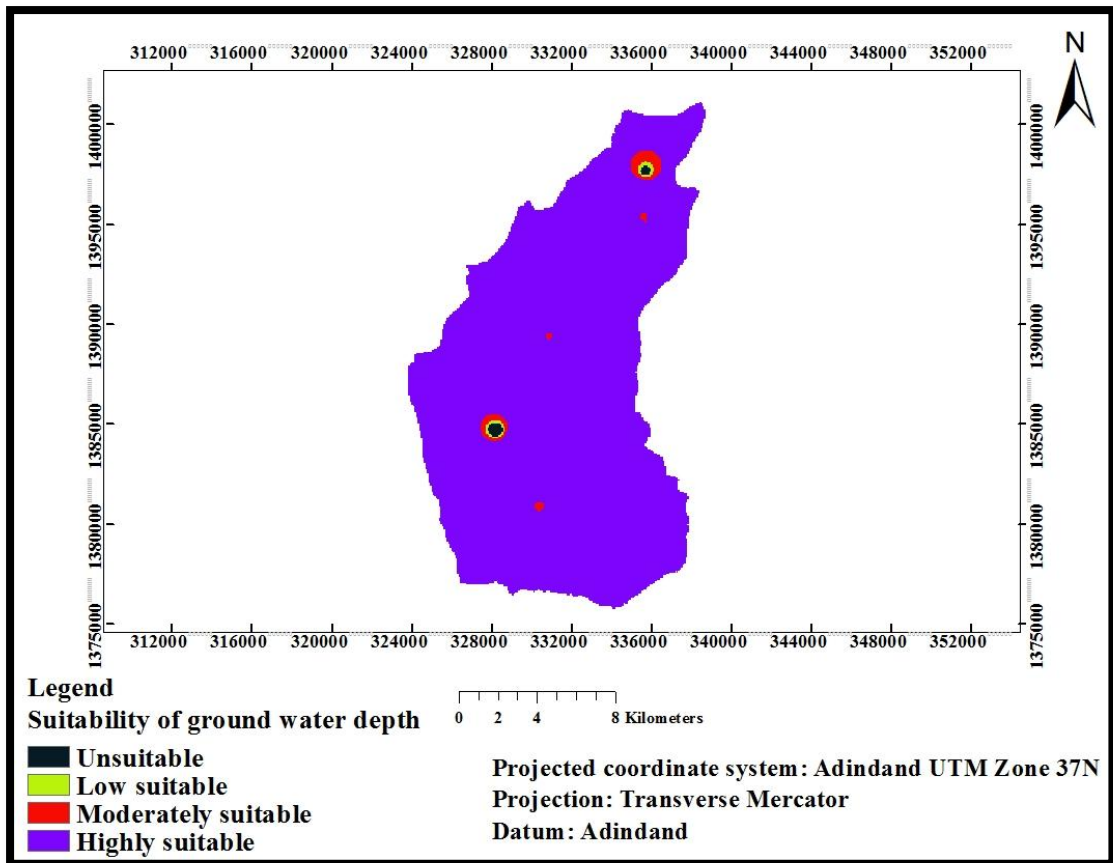 312000 316000 320000 324000 328000 332000 336000 340000 344000 348000 352000
N
1400000 1400000
1395000 1395000
1390000 1390000
1385000 1385000
1380000 1380000
1375000 1375000
312000 316000 320000 324000 328000 332000 336000 340000 344000 348000 352000
Legend
Suitability of ground water depth
Unsuitable
Low suitable
Moderately suitable
Highly suitable
0 2 4 8 Kilometers
Projected coordinate system: Adindand UTM Zone 37N
Projection: Transverse Mercator
Datum: Adindand